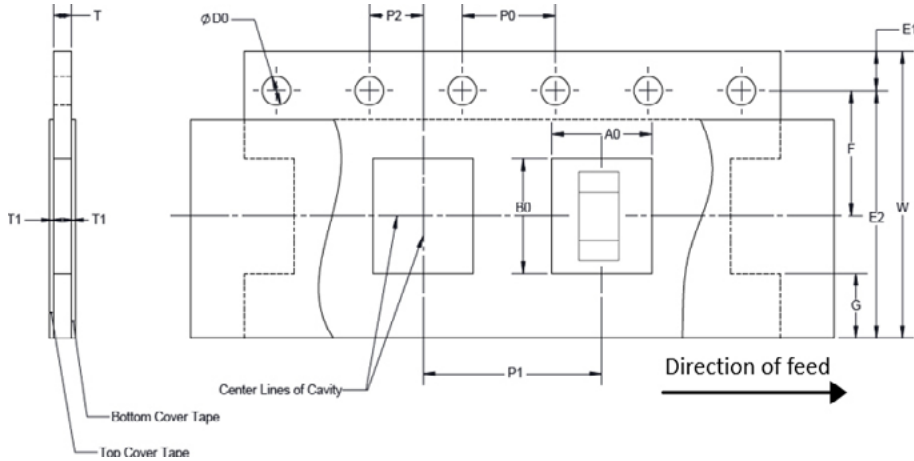 T
P2
P0
E1
ϕD0
A0
F
B0
T1
T1
E2
W
G
P1
Direction of feed
Center Lines of Cavity
Bottom Cover Tape
Top Cover Tape